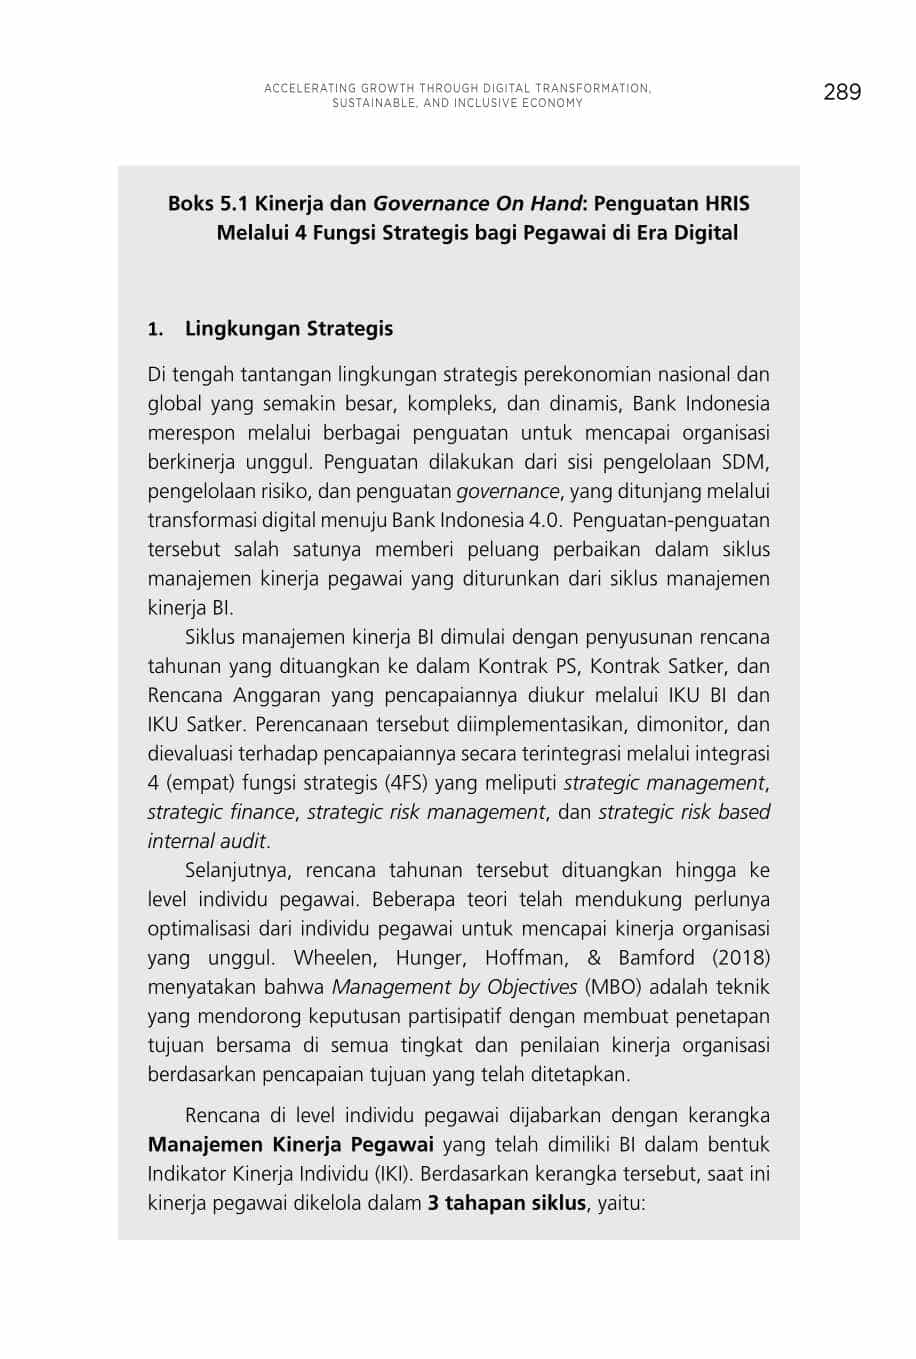 ACCELERATING GROWTH THROUGH DIGITAL TRANSFORMATION,
SUSTAINABLE, AND INCLUSIVE ECONOMY
289
Boks 5.1 Kinerja dan Governance On Hand: Penguatan HRIS
Melalui 4 Fungsi Strategis bagi Pegawai di Era Digital
1. Lingkungan Strategis
Di tengah tantangan lingkungan strategis perekonomian nasional dan
global yang semakin besar, kompleks, dan dinamis, Bank Indonesia
merespon melalui berbagai penguatan untuk mencapai organisasi
berkinerja unggul. Penguatan dilakukan dari sisi pengelolaan SDM,
pengelolaan risiko, dan penguatan governance, yang ditunjang melalui
transformasi digital menuju Bank Indonesia 4.0. Penguatan-penguatan
tersebut salah satunya memberi peluang perbaikan dalam siklus
manajemen kinerja pegawai yang diturunkan dari siklus manajemen
kinerja BI.
Siklus manajemen kinerja BI dimulai dengan penyusunan rencana
tahunan yang dituangkan ke dalam Kontrak PS, Kontrak Satker, dan
Rencana Anggaran yang pencapaiannya diukur melalui IKU BI dan
IKU Satker. Perencanaan tersebut diimplementasikan, dimonitor, dan
dievaluasi terhadap pencapaiannya secara terintegrasi melalui integrasi
4 (empat) fungsi strategis (4FS) yang meliputi strategic management,
strategic finance, strategic risk management, dan strategic risk based
internal audit.
Selanjutnya, rencana tahunan tersebut dituangkan hingga ke
level individu pegawai. Beberapa teori telah mendukung perlunya
optimalisasi dari individu pegawai untuk mencapai kinerja organisasi
yang unggul. Wheelen, Hunger, Hoffman, & Bamford (2018)
menyatakan bahwa Management by Objectives (MBO) adalah teknik
yang mendorong keputusan partisipatif dengan membuat penetapan
tujuan bersama di semua tingkat dan penilaian kinerja organisasi
berdasarkan pencapaian tujuan yang telah ditetapkan.
Rencana di level individu pegawai dijabarkan dengan kerangka
Manajemen Kinerja Pegawai yang telah dimiliki BI dalam bentuk
Indikator Kinerja Individu (IKI). Berdasarkan kerangka tersebut, saat ini
kinerja pegawai dikelola dalam 3 tahapan siklus, yaitu: